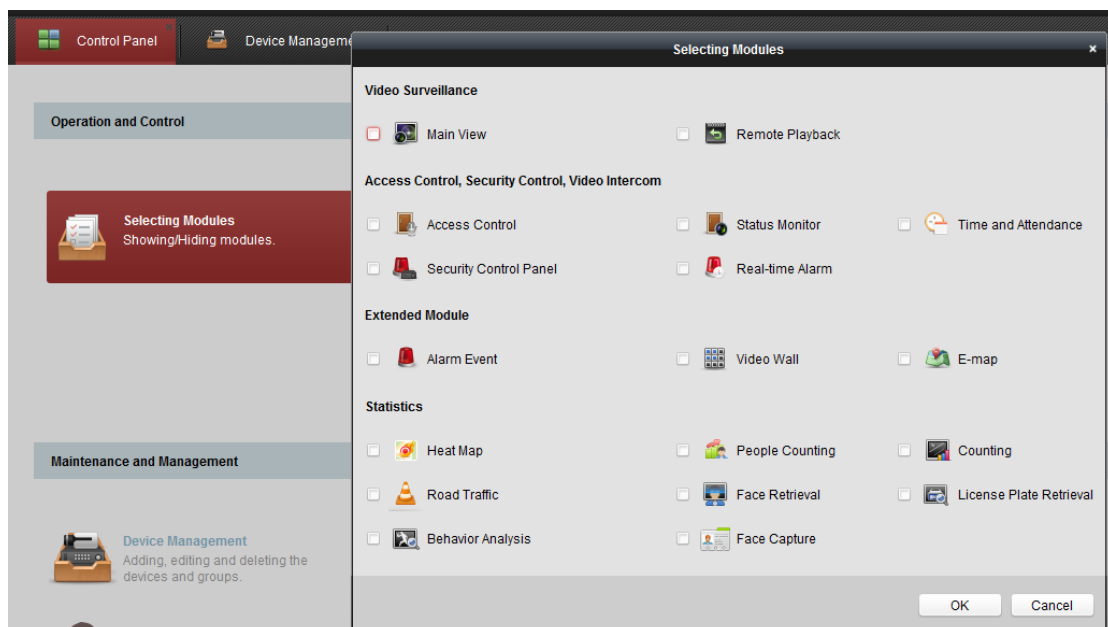 Control Panel
Device Manageme
Selecting Modules
Operation and Control
Selecting Modules
Showing/Hiding modules.
Maintenance and Management
Device Management
Adding, editing and deleting the
devices and groups.
Video Surveillance
Main View
Remote Playback
Access Control, Security Control, Video Intercom
Access Control
Status Monitor
Time and Attendance
Security Control Panel
Real-time Alarm
Extended Module
Alarm Event
Video Wall
E-map
Statistics
Heat Map
People Counting
Counting
Road Traffic
Face Retrieval
License Plate Retrieval
Behavior Analysis
Face Capture
OK
Cancel